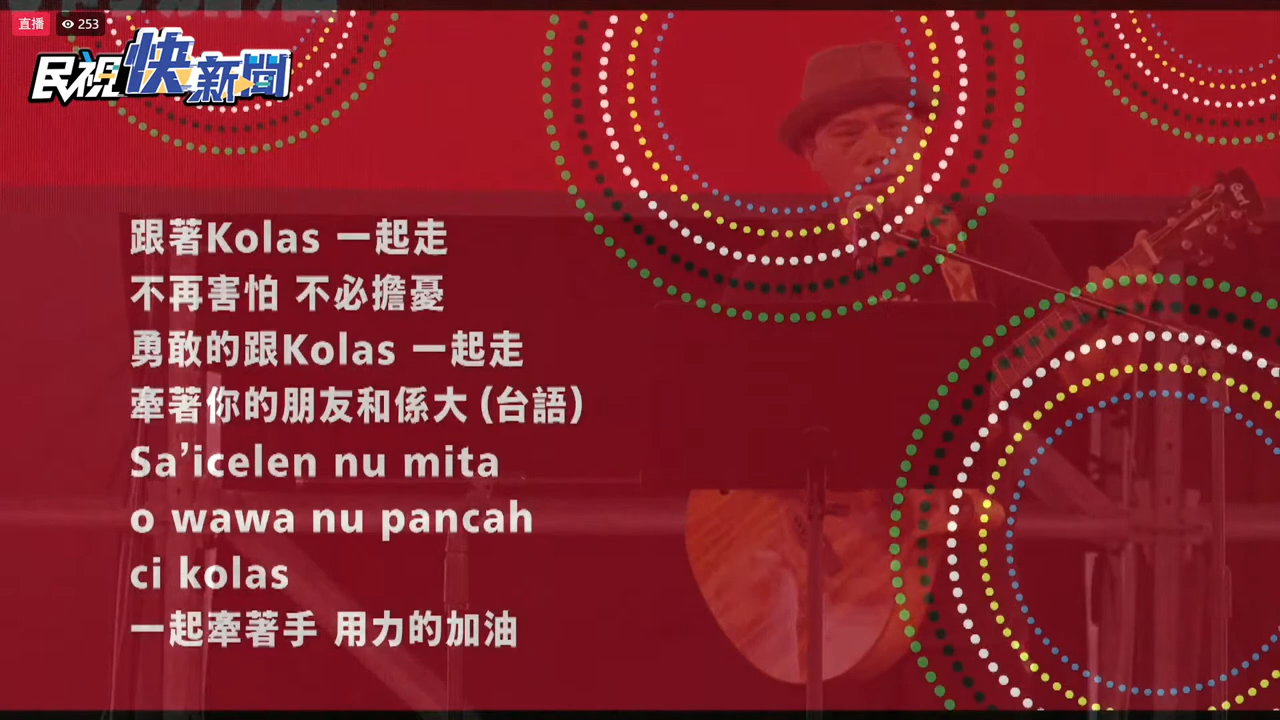 直播 253
民視快新聞
跟著Kolas 一起走
不再害怕 不必擔憂
勇敢的跟Kolas 一起走
牽著你的朋友和係大(台語)
Sa’icelen nu mita
o wawa nu pancah
ci kolas
一起牽著手 用力的加油